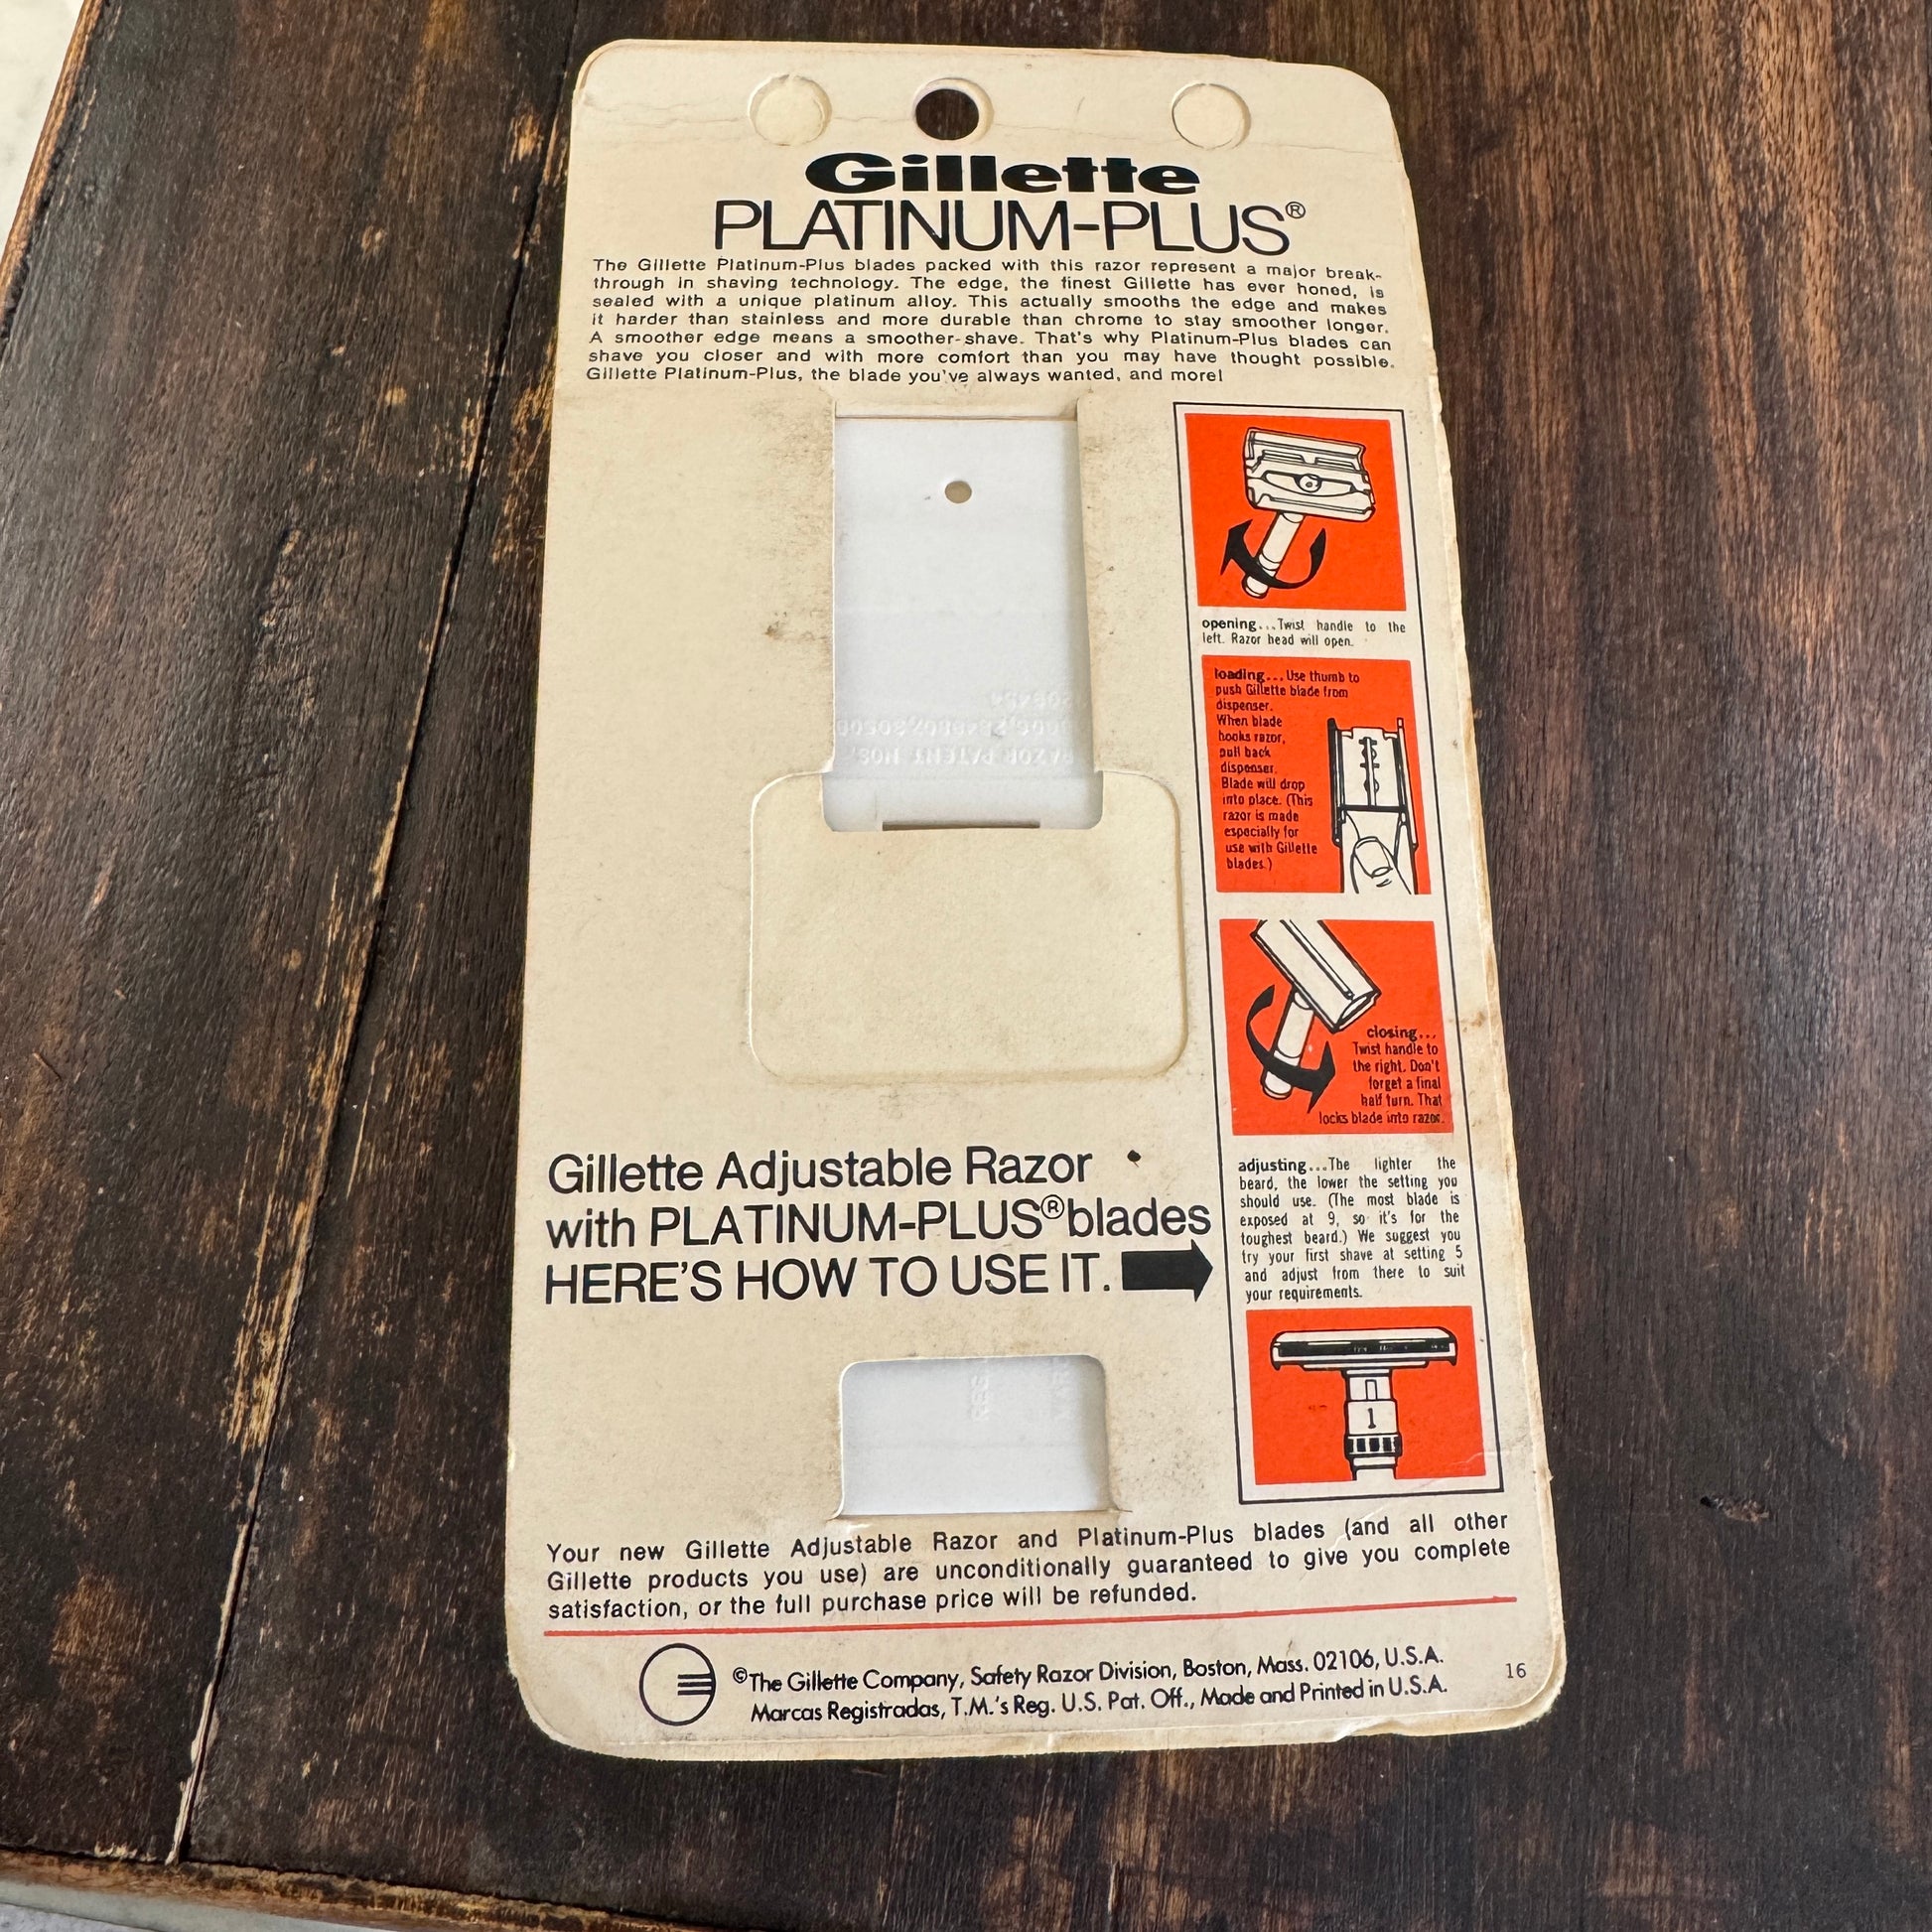 Gillette
PLATINUM-PLUS®
The Gillette Platinum-Plus blades packed with this razor represent a major break-
through in shaving technology. The edge, the finest Gillette has ever honed, is
sealed with a unique platinum alloy. This actually smooths the edge and makes
it harder than stainless and more durable than chrome to stay smoother longer.
A smoother edge means a smoother-shave. That's why Platinum-Plus blades can
shave you closer and with more comfort than you may have thought possible.
Gillette Platinum-Plus, the blade you've always wanted, and more!
RAZOR PATENT NOS.
opening...Twist handle to the
left. Razor head will open.
loading...Use thumb to
push Gillette blade from
dispenser.
When blade
hooks razor,
pull back
dispenser.
Blade will drop
into place. (This
razor is made
especially for
use with Gillette
blades.)
closing...
Twist handle to
the right. Don't
forget a final
half turn. That
locks blade into razor.
adjusting...The lighter the
beard, the lower the setting you
should use. (The most blade is
exposed at 9, so it's for the
toughest beard.) We suggest you
try your first shave at setting 5
and adjust from there to suit
your requirements.
1
Gillette Adjustable Razor
with PLATINUM-PLUS® blades
HERE'S HOW TO USE IT.
REG.
Your new Gillette Adjustable Razor and Platinum-Plus blades (and all other
Gillette products you use) are unconditionally guaranteed to give you complete
satisfaction, or the full purchase price will be refunded.
©The Gillette Company, Safety Razor Division, Boston, Mass. 02106, U.S.A.
Marcas Registradas, T.M.'s Reg. U.S. Pat. Off., Made and Printed in U.S.A.
16